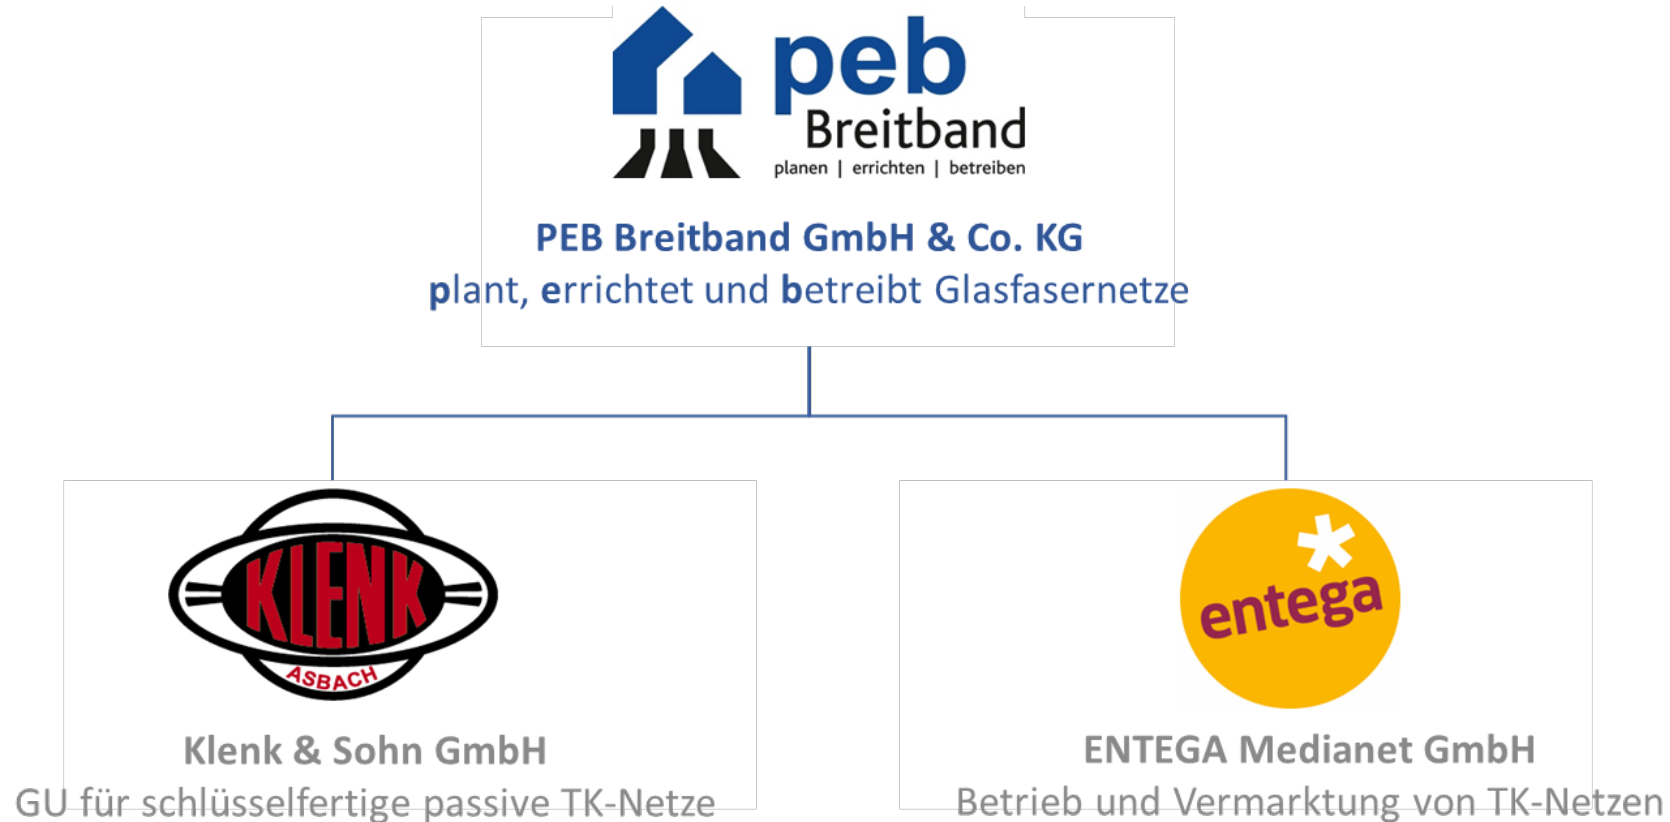 peb
Breitband
planen | errichten | betreiben
PEB Breitband GmbH & Co. KG
plant, errichtet und betreibt Glasfasernetze
KLENK
ASBACH
Klenk & Sohn GmbH
GU für schlüsselfertige passive TK-Netze
entega
ENTEGA Medianet GmbH
Betrieb und Vermarktung von TK-Netzen